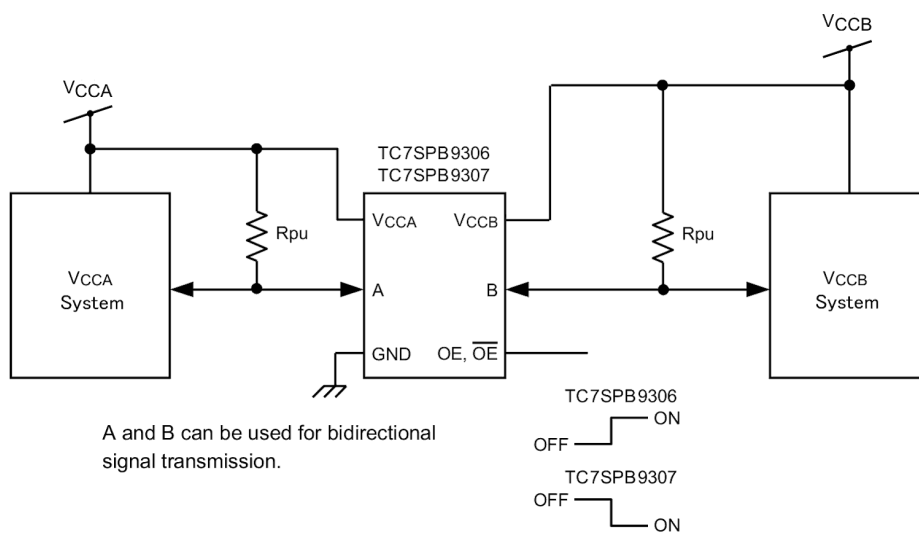 VCCB
VCCA
TC7SPB9306
TC7SPB9307
VCCA
VCCB
Rpu
Rpu
VCCA
System
A
B
VCCB
System
GND
OE, O̅E̅
TC7SPB9306
ON
OFF
A and B can be used for bidirectional
signal transmission.
TC7SPB9307
OFF
ON